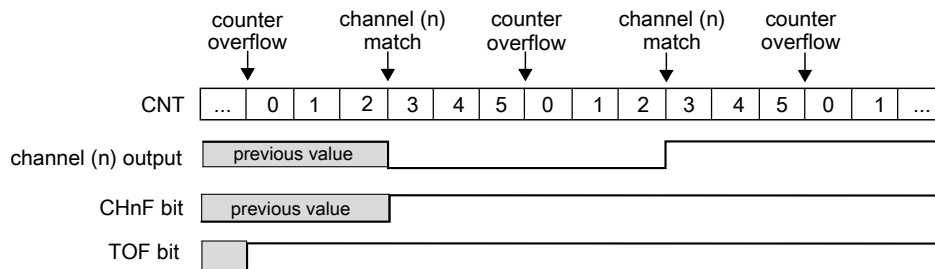 counter overflow
channel (n) match
counter overflow
channel (n) match
counter overflow
CNT ... 0 1 2 3 4 5 0 1 2 3 4 5 0 1 ...
channel (n) output previous value
CHnF bit previous value
TOF bit